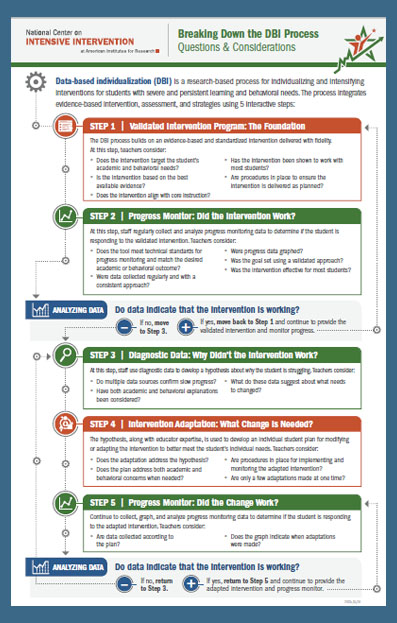 National Center on
INTENSIVE INTERVENTION
at American Institutes for Research
Breaking Down the DBI Process
Questions & Considerations
Data-based individualization (DBI) is a research-based process for individualizing and intensifying
interventions for students with severe and persistent learning and behavioral needs. The process integrates
evidence-based intervention, assessment, and strategies using 5 interactive steps:
STEP 1 | Validated Intervention Program: The Foundation
The DBI process builds on an evidence-based and standardized intervention delivered with fidelity.
At this step, teachers consider:
• Does the intervention target the student's
academic and behavioral needs?
• Is the intervention based on the best
available evidence?
• Does the intervention align with core instruction?
• Has the intervention been shown to work with
most students?
• Are procedures in place to ensure the
intervention is delivered as planned?
STEP 2 | Progress Monitor: Did the Intervention Work?
At this step, staff regularly collect and analyze progress monitoring data to determine if the student is
responding to the validated intervention. Teachers consider:
• Does the tool meet technical standards for
progress monitoring and match the desired
academic or behavioral outcome?
• Were data collected regularly and with a
consistent approach?
• Were progress data graphed?
• Was the goal set using a validated approach?
• Was the intervention effective for most students?
ANALYZING DATA
Do data indicate that the intervention is working?
If no, move
to Step 3.
If yes, move back to Step 1 and continue to provide the
validated intervention and monitor progress.
STEP 3 | Diagnostic Data: Why Didn't the Intervention Work?
At this step, staff use diagnostic data to develop a hypothesis about why the student is struggling. Teachers consider:
• Do multiple data sources confirm slow progress?
• Have both academic and behavioral explanations
been considered?
• What do these data suggest about what needs
to changed?
STEP 4 | Intervention Adaptation: What Change Is Needed?
The hypothesis, along with educator expertise, is used to develop an individual student plan for modifying
or adapting the intervention to better meet the student's individual needs. Teachers consider:
• Does the adaptation address the hypothesis?
• Does the plan address both academic and
behavioral concerns when needed?
• Are procedures in place for implementing and
monitoring the adapted intervention?
• Are only a few adaptations made at one time?
STEP 5 | Progress Monitor: Did the Change Work?
Continue to collect, graph, and analyze progress monitoring data to determine if the student is responding
to the adapted intervention. Teachers consider:
• Are data collected according to
the plan?
• Does the graph indicate when adaptations
were made?
ANALYZING DATA
Do data indicate that the intervention is working?
If no, return
to Step 3.
If yes, return to Step 5 and continue to provide the
adapted intervention and monitor progress.